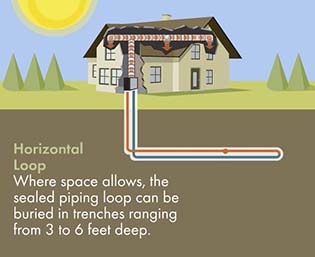 Horizontal
Loop
Where space allows, the
sealed piping loop can be
buried in trenches ranging
from 3 to 6 feet deep.